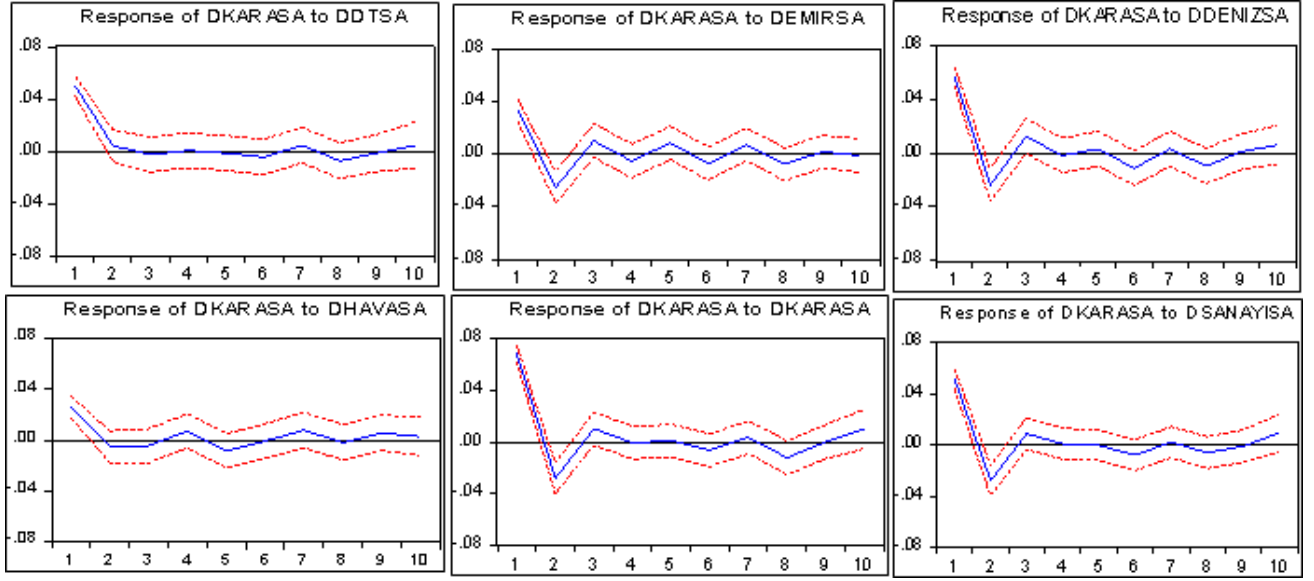 Response of DKARASA to DDTSA
.08
.04
.00
-.04
-.08
1 2 3 4 5 6 7 8 9 10
Response of DKARASA to DEMIRSA
.08
.04
.00
-.04
-.08
1 2 3 4 5 6 7 8 9 10
Response of DKARASA to DDENIZSA
.08
.04
.00
-.04
-.08
1 2 3 4 5 6 7 8 9 10
Response of DKARASA to DHAVASA
.08
.04
.00
-.04
-.08
1 2 3 4 5 6 7 8 9 10
Response of DKARASA to DKARASA
.08
.04
.00
-.04
-.08
1 2 3 4 5 6 7 8 9 10
Response of DKARASA to DSANAYISA
.08
.04
.00
-.04
-.08
1 2 3 4 5 6 7 8 9 10